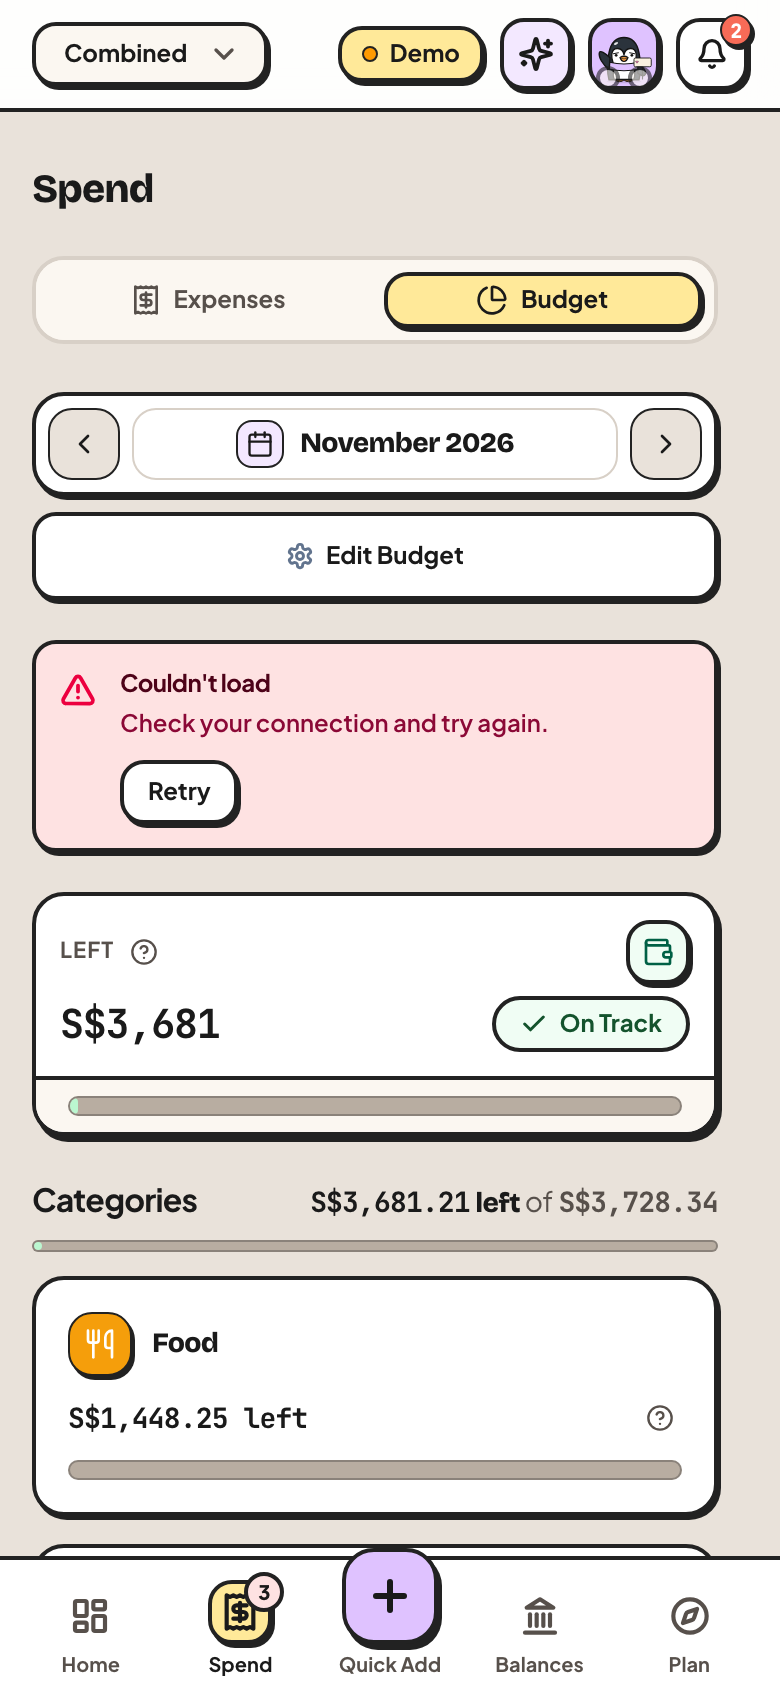 Combined
Demo
2
Spend
Expenses
Budget
November 2026
Edit Budget
Couldn't load
Check your connection and try again.
Retry
LEFT
S$3,681
On Track
Categories
S$3,681.21 left of S$3,728.34
Food
S$1,448.25 left
3
Home
Spend
Quick Add
Balances
Plan